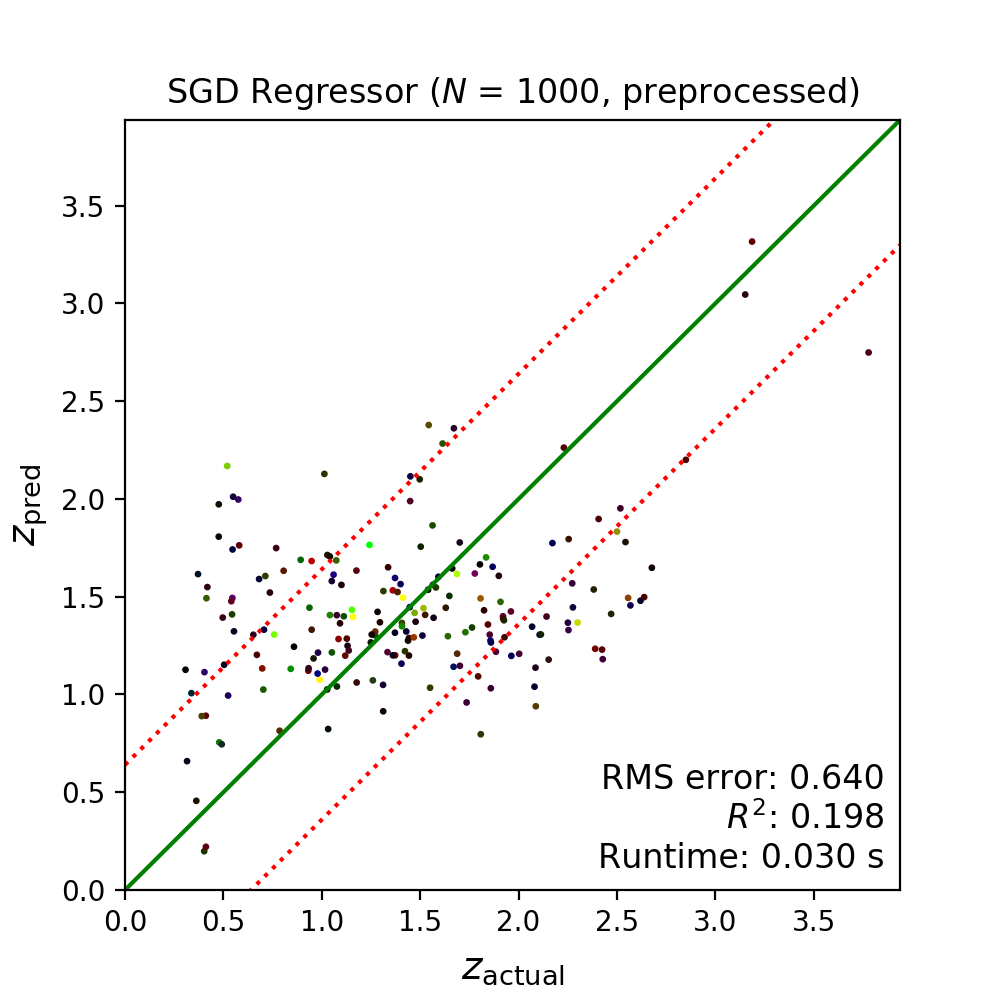 SGD Regressor (N = 1000, preprocessed)
3.5
3.0
2.5
2.0
1.5
1.0
0.5
0.0
z_pred
RMS error: 0.640
R²: 0.198
Runtime: 0.030 s
0.0 0.5 1.0 1.5 2.0 2.5 3.0 3.5
z_actual